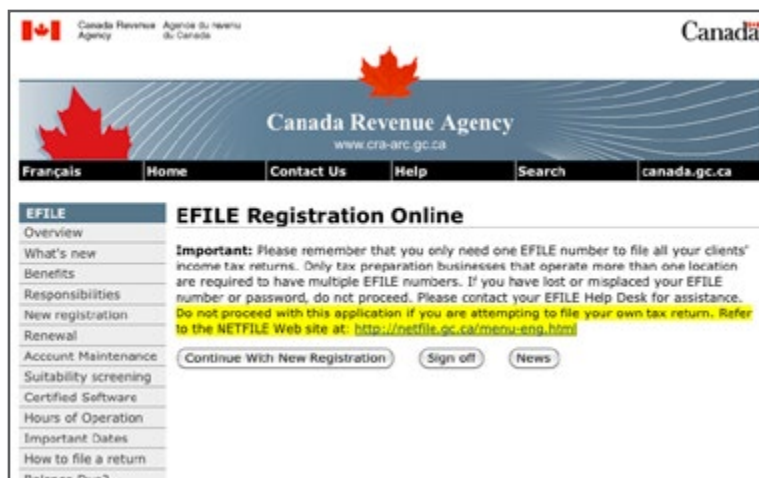 Canada Revenue Agency
Agence du revenu du Canada
Canada
Canada Revenue Agency
www.cra-arc.gc.ca
Français Home Contact Us Help Search canada.gc.ca
EFILE
Overview
What's new
Benefits
Responsibilities
New registration
Renewal
Account Maintenance
Suitability screening
Certified Software
Hours of Operation
Important Dates
How to file a return
Balance Due?
EFILE Registration Online
Important: Please remember that you only need one EFILE number to file all your clients'
income tax returns. Only tax preparation businesses that operate more than one location
are required to have multiple EFILE numbers. If you have lost or misplaced your EFILE
number or password, do not proceed. Please contact your EFILE Help Desk for assistance.
Do not proceed with this application if you are attempting to file your own tax return. Refer
to the NETFILE Web site at: http://netfile.gc.ca/menu-eng.html
Continue With New Registration Sign off News